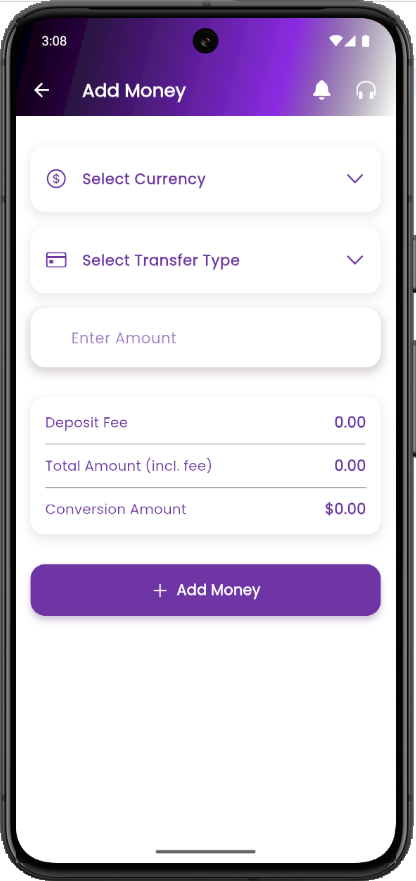 3:08
Add Money
Select Currency
Select Transfer Type
Enter Amount
Deposit Fee 0.00
Total Amount (incl. fee) 0.00
Conversion Amount $0.00
+ Add Money